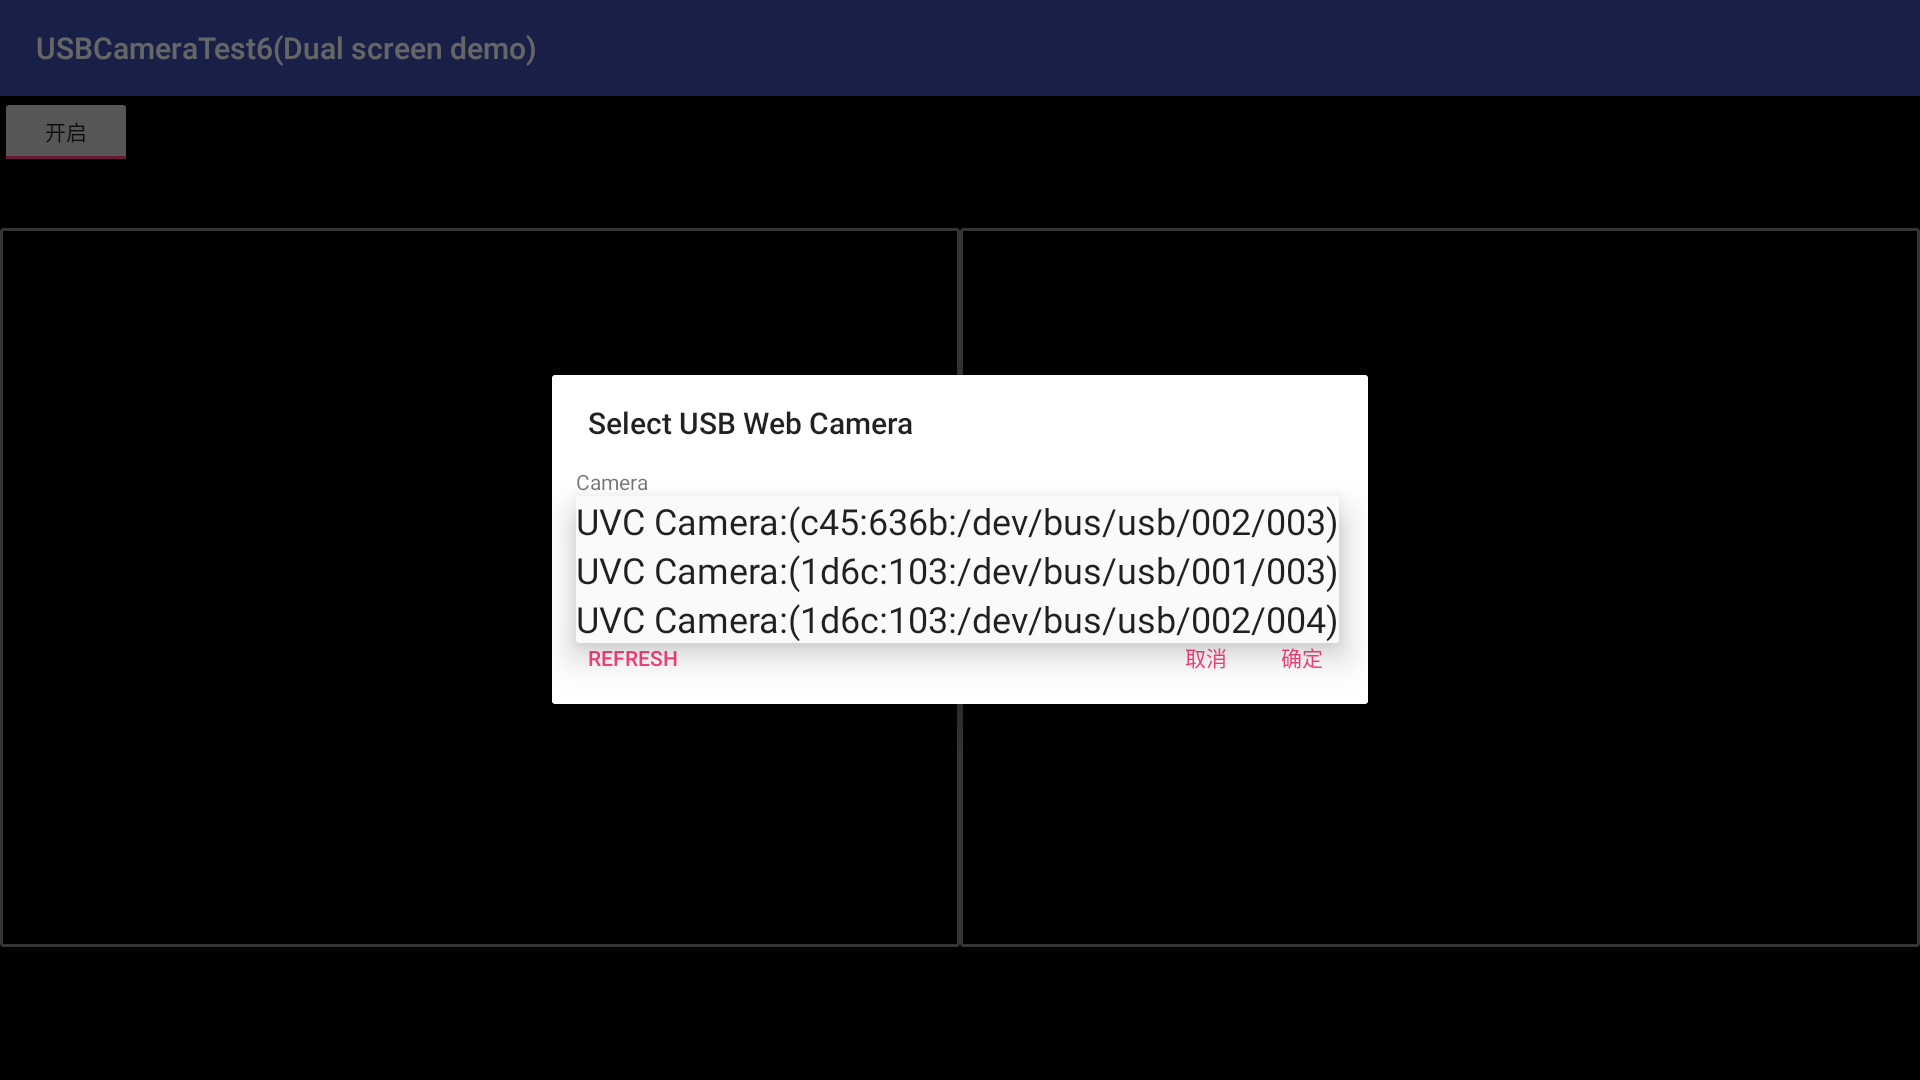 USBCameraTest6(Dual screen demo)
开启
Select USB Web Camera
Camera
UVC Camera:(c45:636b:/dev/bus/usb/002/003)
UVC Camera:(1d6c:103:/dev/bus/usb/001/003)
UVC Camera:(1d6c:103:/dev/bus/usb/002/004)
REFRESH 取消 确定